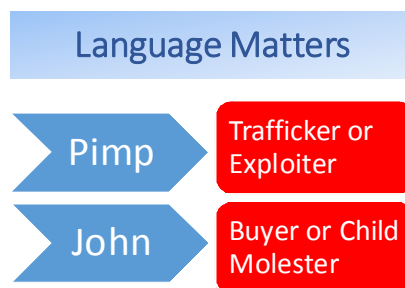 Language Matters
Pimp
Trafficker or
Exploiter
John
Buyer or Child
Molester